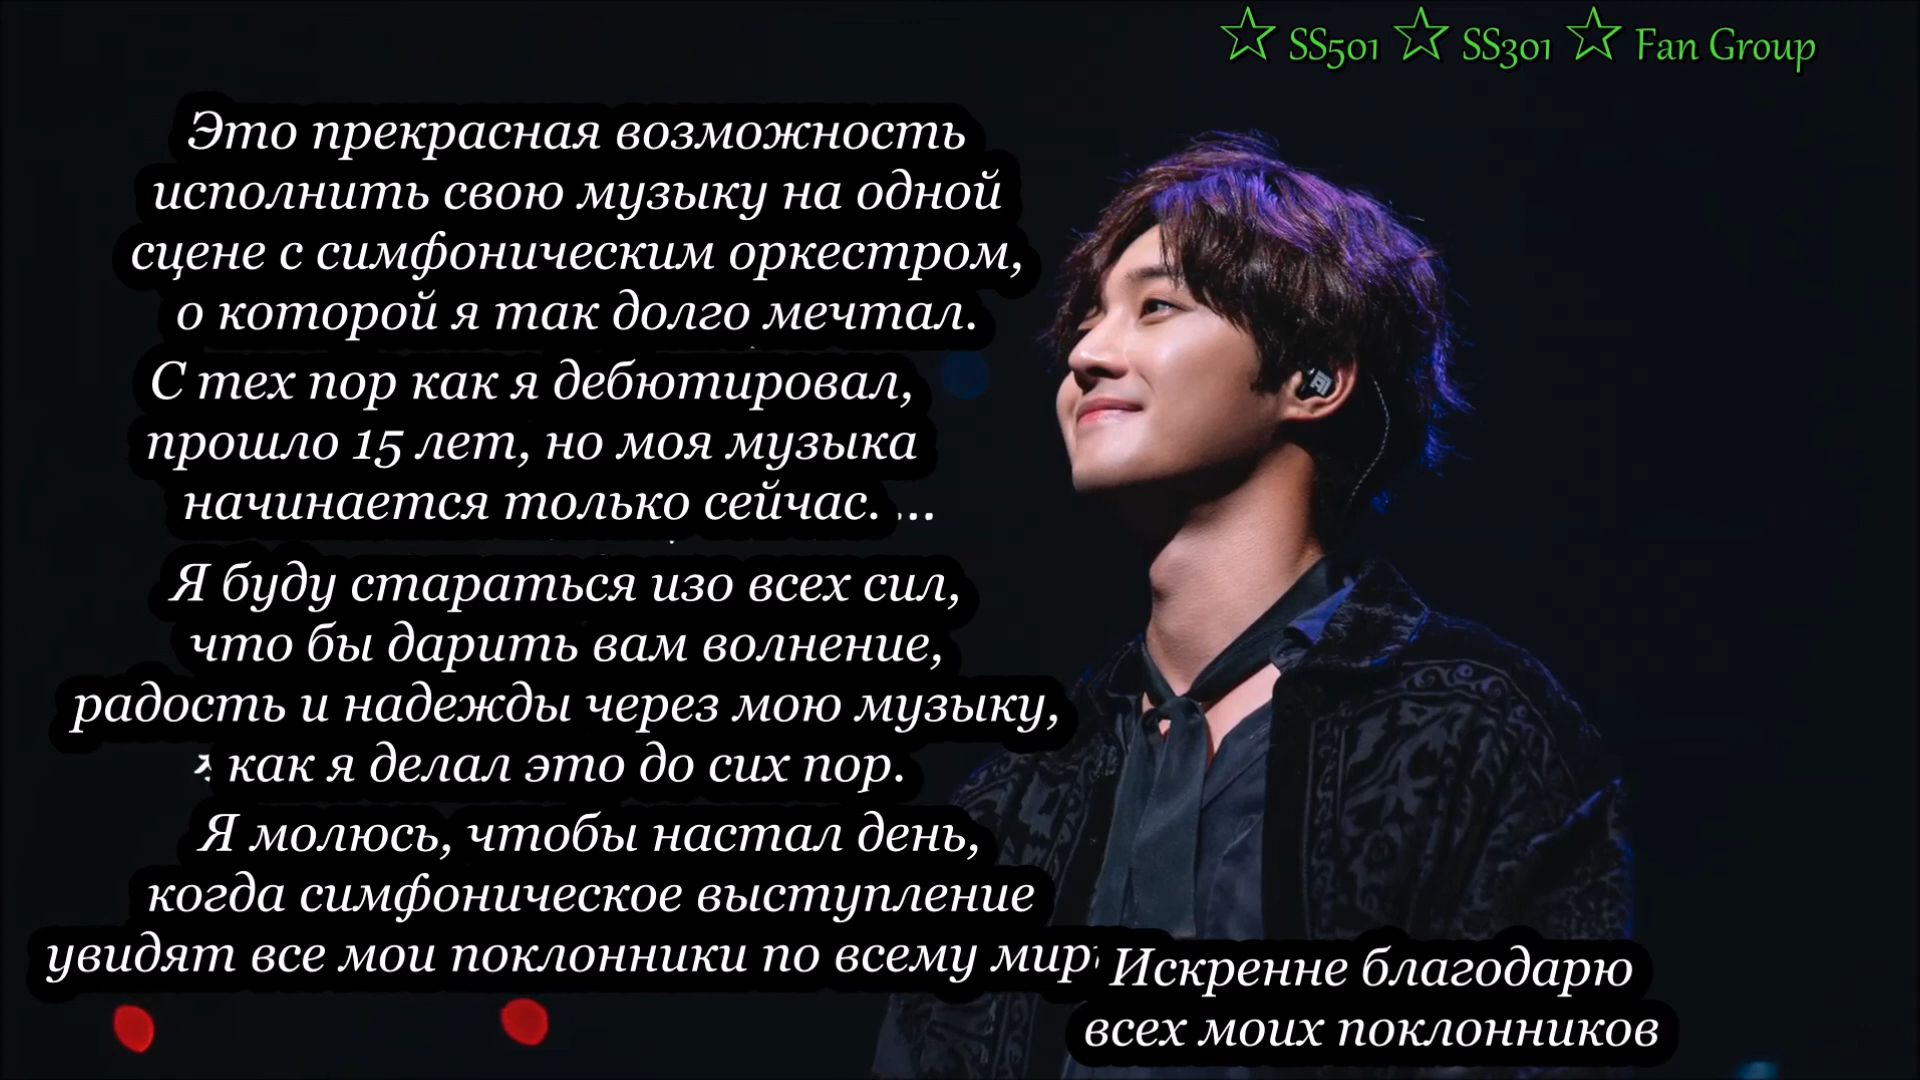 ☆ SS501 ☆ SS301 ☆ Fan Group
Это прекрасная возможность
исполнить свою музыку на одной
сцене с симфоническим оркестром,
о которой я так долго мечтал.
С тех пор как я дебютировал,
прошло 15 лет, но моя музыка
начинается только сейчас. ...
Я буду стараться изо всех сил,
что бы дарить вам волнение,
радость и надежды через мою музыку,
как я делал это до сих пор.
Я молюсь, чтобы настал день,
когда симфоническое выступление
увидят все мои поклонники по всему
Искренне благодарю
всех моих поклонников